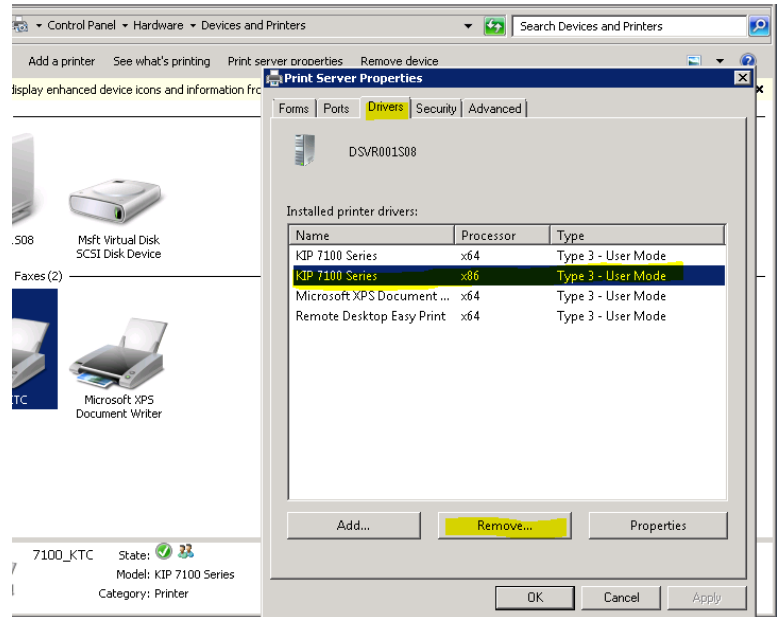 Control Panel ▾ Hardware ▾ Devices and Printers
Search Devices and Printers
Add a printer See what's printing Print server properties Remove device
display enhanced device icons and information
Print Server Properties
Forms Ports Drivers Security Advanced
DSVR001S08
Installed printer drivers:
Name Processor Type
KIP 7100 Series x64 Type 3 - User Mode
KIP 7100 Series x86 Type 3 - User Mode
Microsoft XPS Document ... x64 Type 3 - User Mode
Remote Desktop Easy Print x64 Type 3 - User Mode
Add... Remove... Properties
OK Cancel Apply
S08
Msft Virtual Disk
SCSI Disk Device
Faxes (2)
TC
Microsoft XPS
Document Writer
7100_KTC State:
Model: KIP 7100 Series
Category: Printer